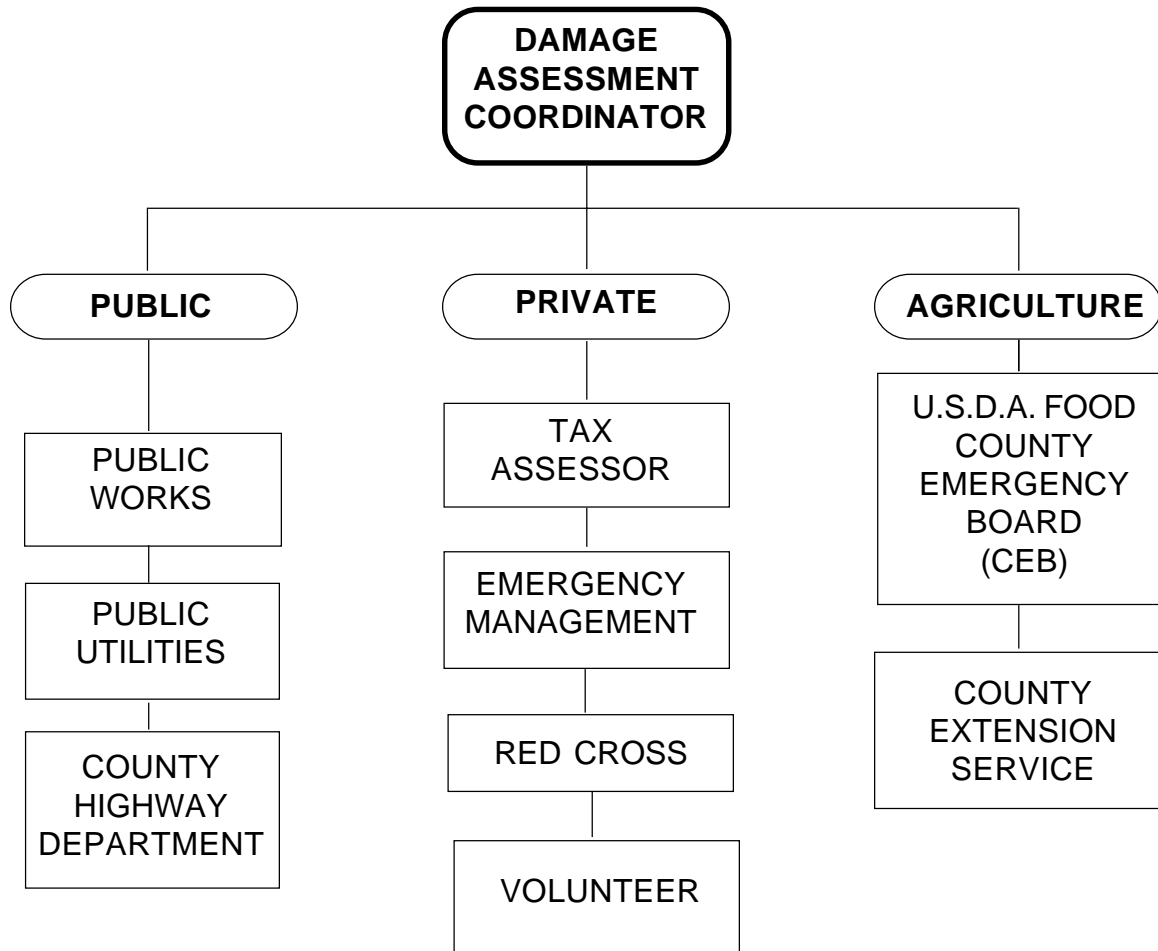 DAMAGE
ASSESSMENT
COORDINATOR
PUBLIC
PRIVATE
AGRICULTURE
PUBLIC
WORKS
PUBLIC
UTILITIES
COUNTY
HIGHWAY
DEPARTMENT
TAX
ASSESSOR
EMERGENCY
MANAGEMENT
RED CROSS
VOLUNTEER
U.S.D.A. FOOD
COUNTY
EMERGENCY
BOARD
(CEB)
COUNTY
EXTENSION
SERVICE